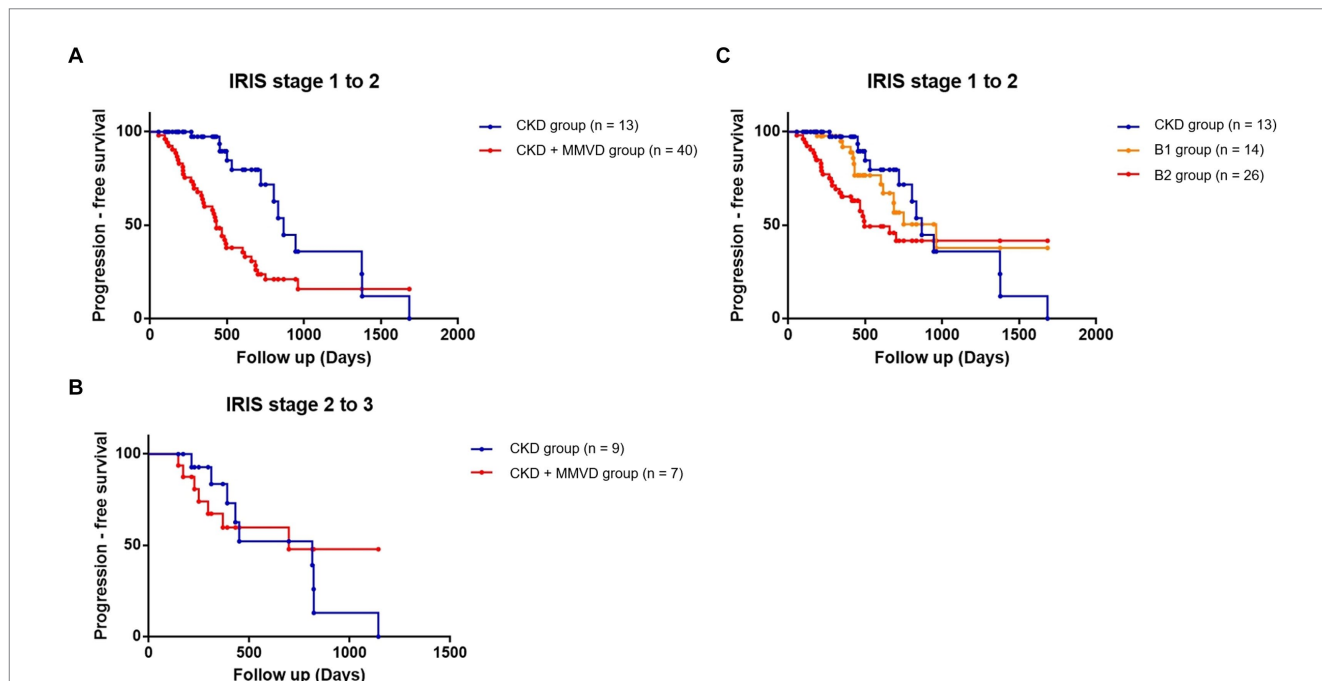 A
IRIS stage 1 to 2
Progression - free survival
100
50
0
0 500 1000 1500 2000
Follow up (Days)
CKD group (n = 13)
CKD + MMVD group (n = 40)
C
IRIS stage 1 to 2
Progression - free survival
100
50
0
0 500 1000 1500 2000
Follow up (Days)
CKD group (n = 13)
B1 group (n = 14)
B2 group (n = 26)
B
IRIS stage 2 to 3
Progression - free survival
100
50
0
0 500 1000 1500
Follow up (Days)
CKD group (n = 9)
CKD + MMVD group (n = 7)